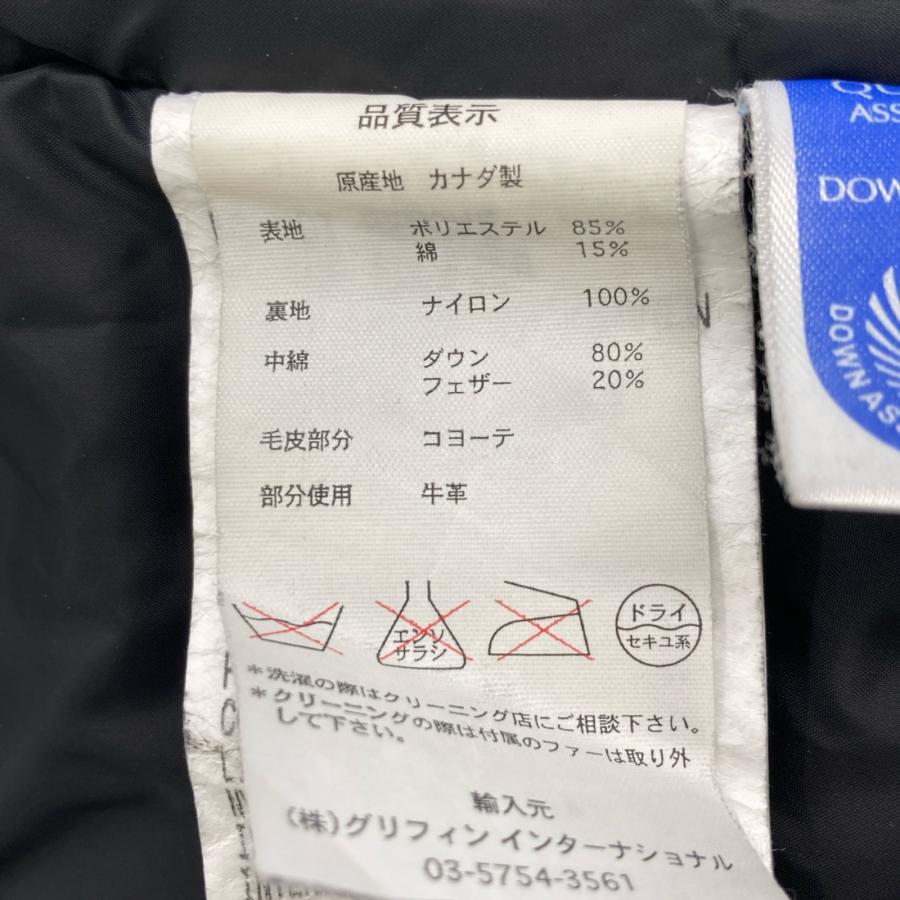 品質表示
原産地 カナダ製
表地 ポリエステル 85%
綿 15%
裏地 ナイロン 100%
中綿 ダウン 80%
フェザー 20%
毛皮部分 コヨーテ
部分使用 牛革
エンソ
サラシ
ドライ
セキユ系
*洗濯の際はクリーニング店にご相談下さい。
*クリーニングの際は付属のファーは取り外
して下さい。
輸入元
(株)グリフィン インターナショナル
03-5754-3561
ASS
DOW
DOWN ASS